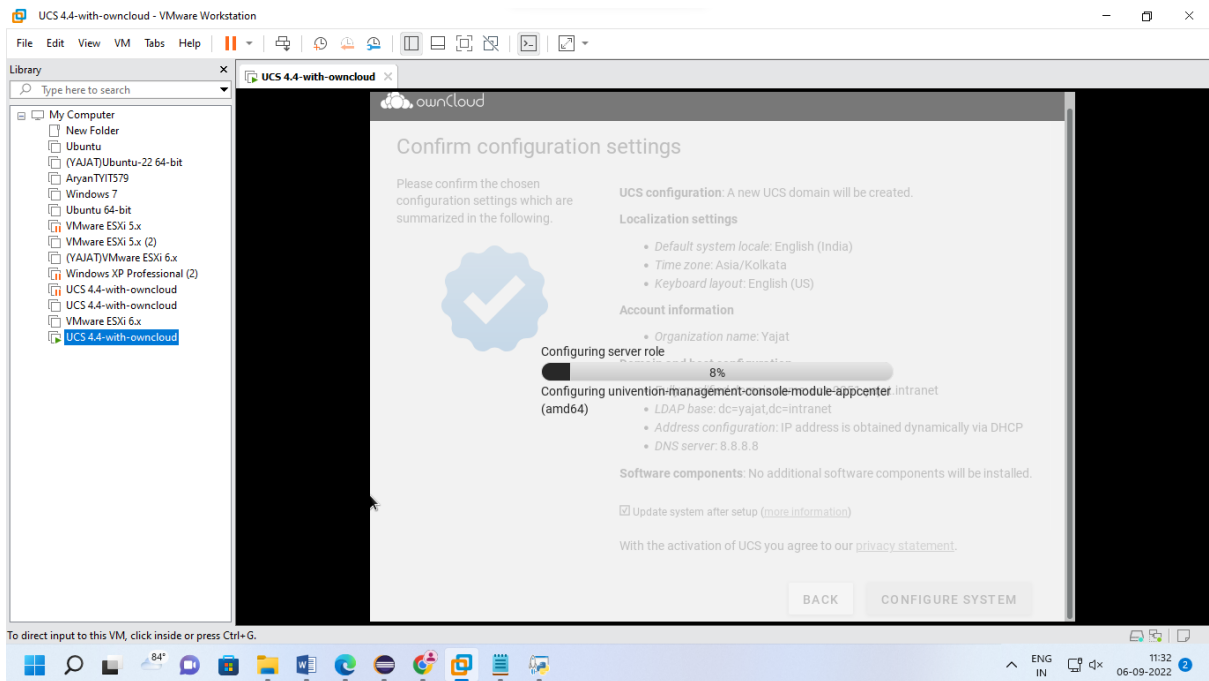 UCS 4.4-with-owncloud - VMware Workstation
File Edit View VM Tabs Help
Library
Type here to search
My Computer
New Folder
Ubuntu
(YAJAT)Ubuntu-22 64-bit
AryanTYIT579
Windows 7
Ubuntu 64-bit
VMware ESXi 5.x
VMware ESXi 5.x (2)
(YAJAT)VMware ESXi 6.x
Windows XP Professional (2)
UCS 4.4-with-owncloud
UCS 4.4-with-owncloud
VMware ESXi 6.x
UCS 4.4-with-owncloud
UCS 4.4-with-owncloud
ownCloud
Confirm configuration settings
Please confirm the chosen
configuration settings which are
summarized in the following.
UCS configuration: A new UCS domain will be created.
Localization settings
• Default system locale: English (India)
• Time zone: Asia/Kolkata
• Keyboard layout: English (US)
Account information
• Organization name: Yajat
Configuring server role
Domain and host configuration
8%
Configuring univention-management-console-module-appcenter
(amd64)
.intranet
• LDAP base: dc=yajat,dc=intranet
• Address configuration: IP address is obtained dynamically via DHCP
• DNS server: 8.8.8.8
Software components: No additional software components will be installed.
Update system after setup (more information)
With the activation of UCS you agree to our privacy statement.
BACK CONFIGURE SYSTEM
To direct input to this VM, click inside or press Ctrl+G.
84°
ENG
IN
11:32
06-09-2022
2